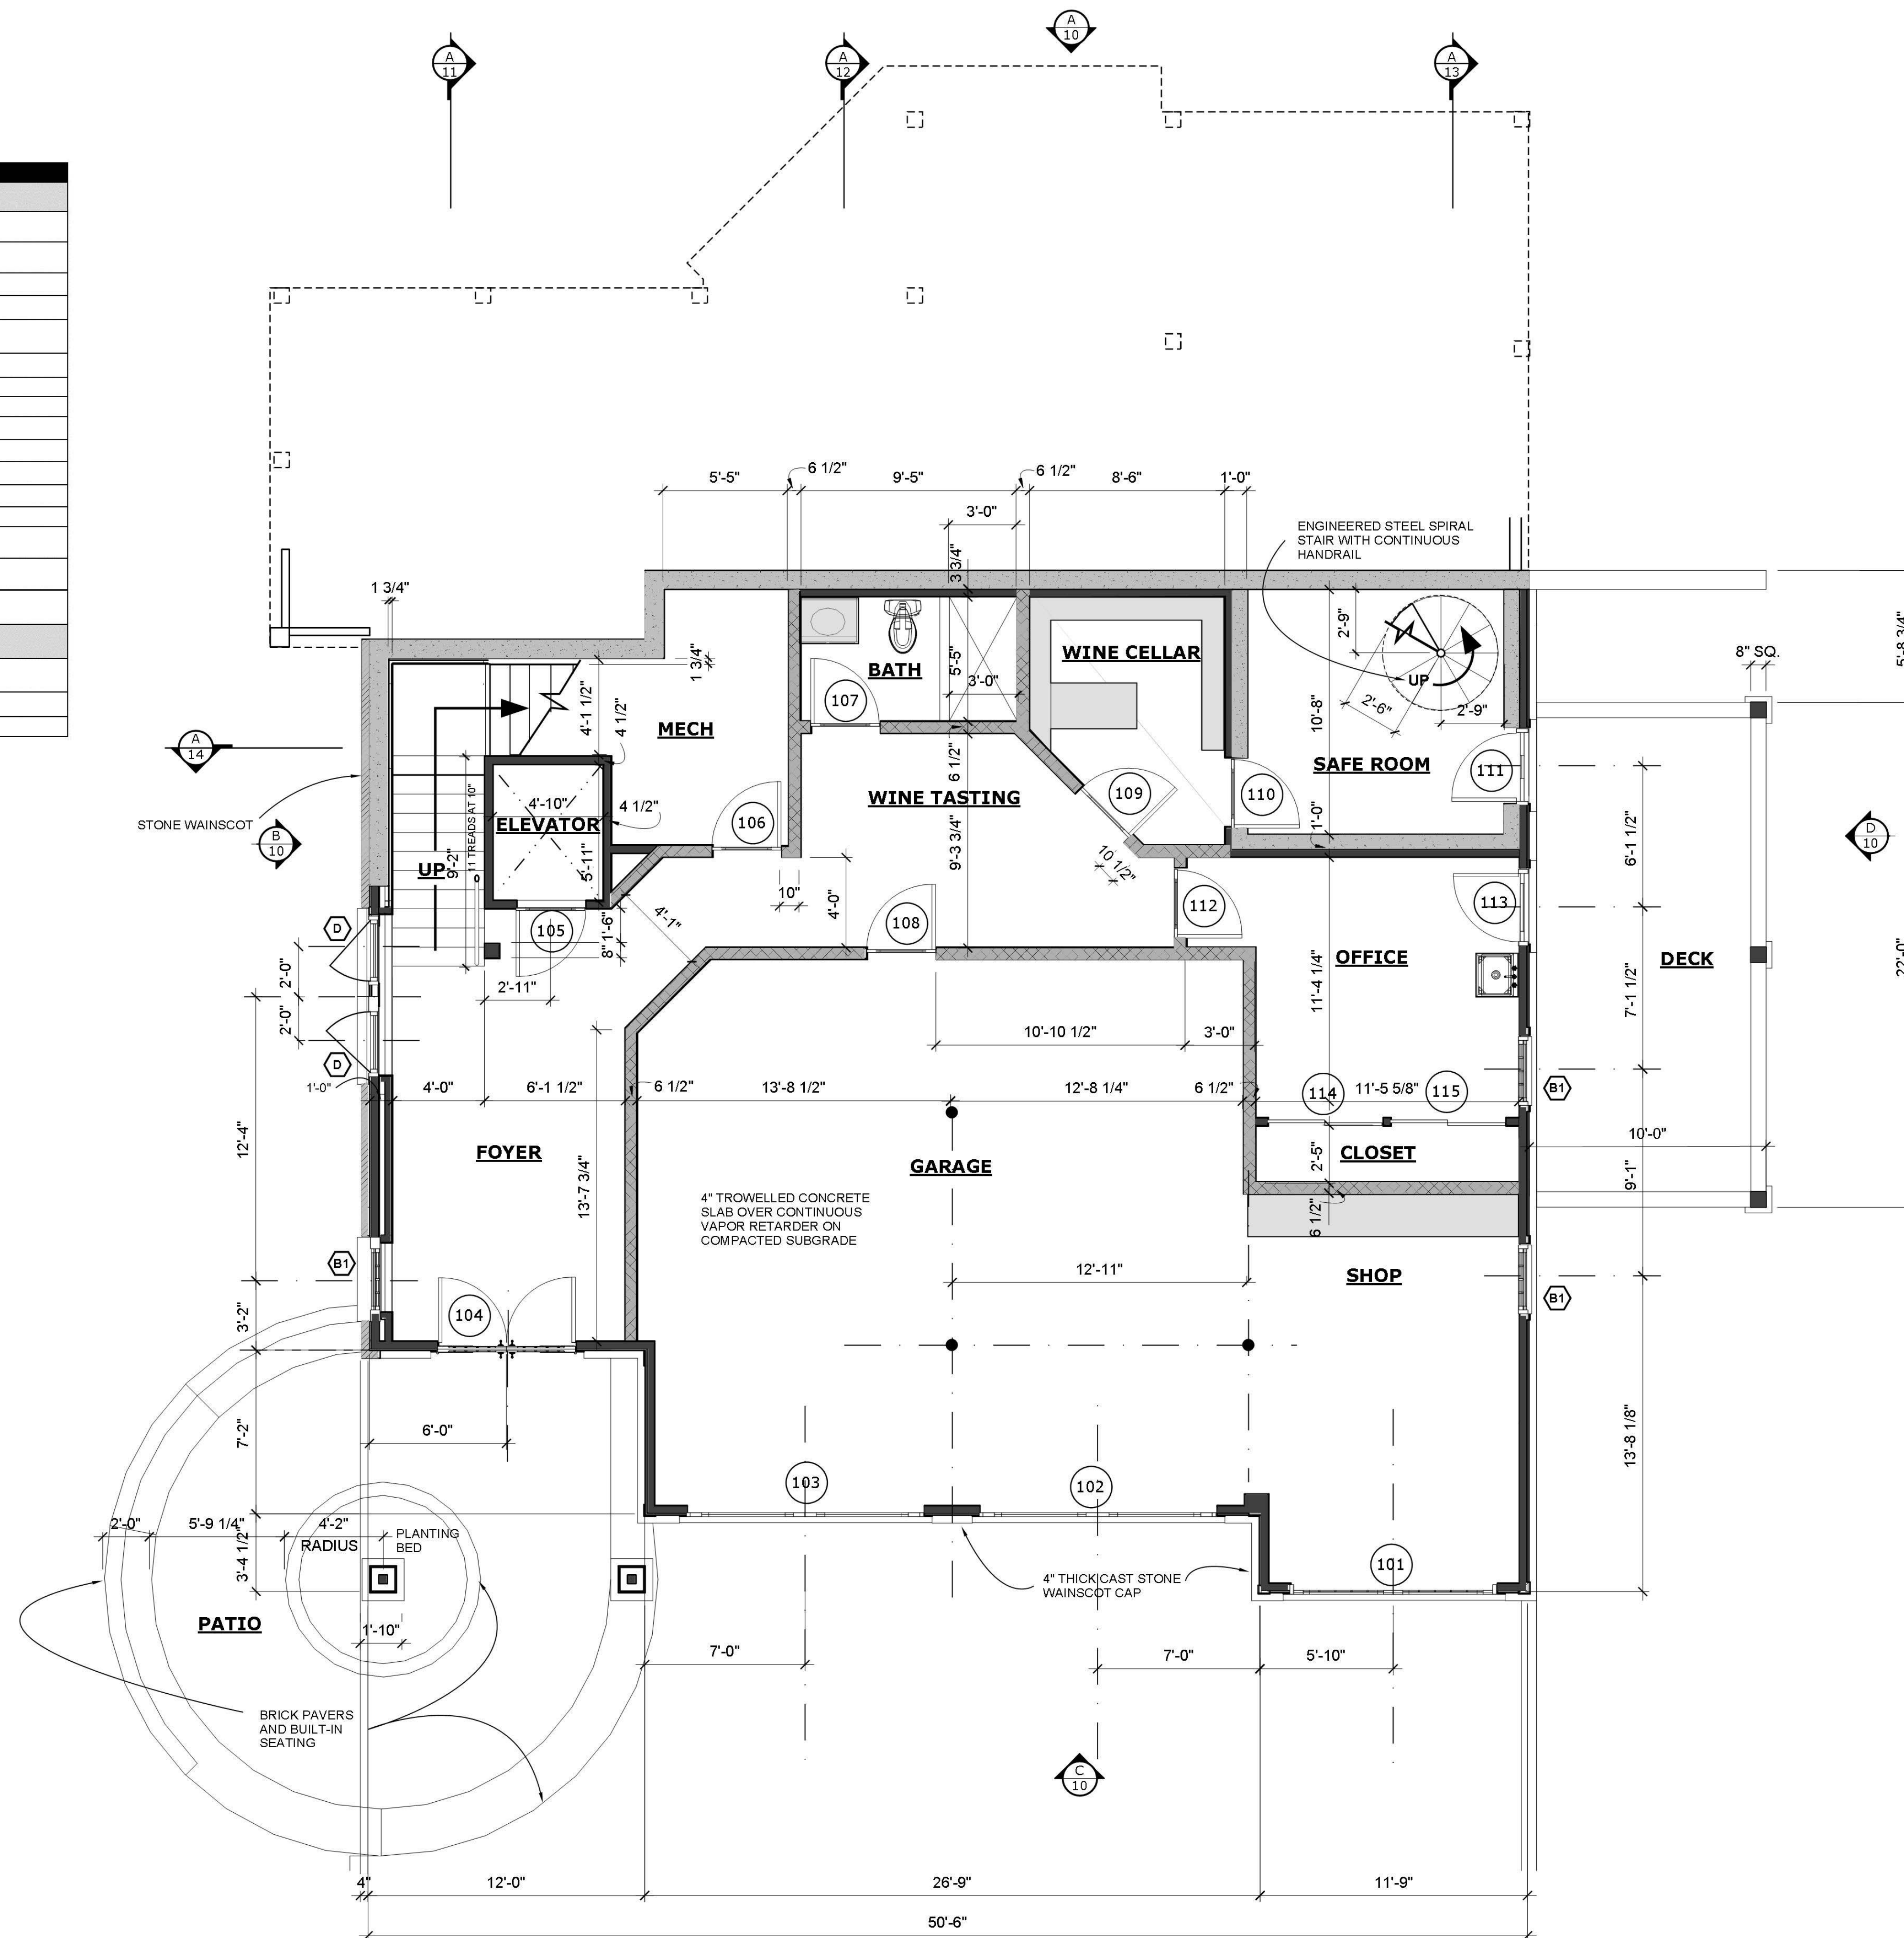 A
10
A
11
A
12
A
13
5'-5"
6 1/2"
9'-5"
6 1/2"
8'-6"
1'-0"
3'-0"
ENGINEERED STEEL SPIRAL
STAIR WITH CONTINUOUS
HANDRAIL
1 3/4"
3 3/4"
2'-9"
5'-8 3/4"
8" SQ.
WINE CELLAR
BATH
5'-5"
3'-0"
1 3/4"
UP
2'-6"
2'-9"
10'-8"
107
4'-1 1/2"
4 1/2"
MECH
A
14
6 1/2"
SAFE ROOM
111
WINE TASTING
109
110
4'-10"
4 1/2"
ELEVATOR
106
STONE WAINSCOT
B
10
11 TREADS AT 10"
9'-2"
UP
5'-11"
9'-3 3/4"
1'-0"
6'-1 1/2"
D
10
10 1/2"
10"
4'-0"
4'-1"
112
113
D
105
108
1'-6"
8"
OFFICE
DECK
22'-0"
2'-0"
2'-11"
11'-4 1/4"
7'-1 1/2"
2'-0"
10'-10 1/2"
3'-0"
D
1'-0"
4'-0"
6'-1 1/2"
6 1/2"
13'-8 1/2"
12'-8 1/4"
6 1/2"
114
11'-5 5/8"
115
B1
12'-4"
10'-0"
FOYER
GARAGE
2'-5"
CLOSET
9'-1"
13'-7 3/4"
4" TROWELLED CONCRETE
SLAB OVER CONTINUOUS
VAPOR RETARDER ON
COMPACTED SUBGRADE
6 1/2"
B1
12'-11"
SHOP
B1
104
3'-2"
7'-2"
6'-0"
13'-8 1/8"
103
102
2'-0"
5'-9 1/4"
4'-2"
RADIUS
PLANTING
BED
3'-4 1/2"
101
4" THICK CAST STONE
WAINSCOT CAP
PATIO
1'-10"
7'-0"
7'-0"
5'-10"
BRICK PAVERS
AND BUILT-IN
SEATING
C
10
4"
12'-0"
26'-9"
11'-9"
50'-6"